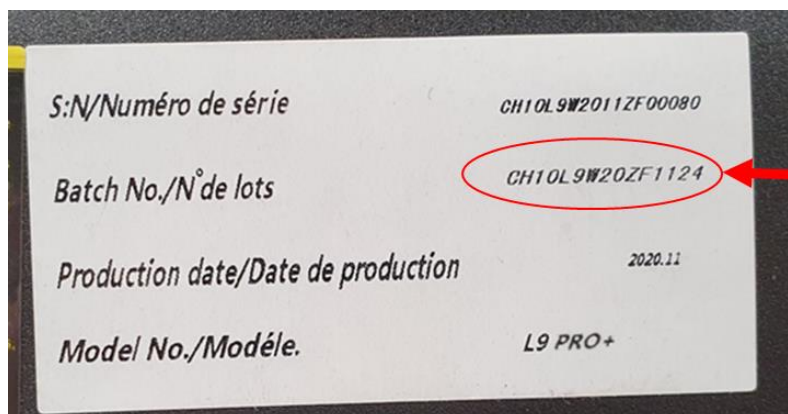 S:N/Numéro de série CH10L9W2011ZF00080
Batch No./N°de lots CH10L9W20ZF1124
Production date/Date de production 2020.11
Model No./Modéle. L9 PRO+